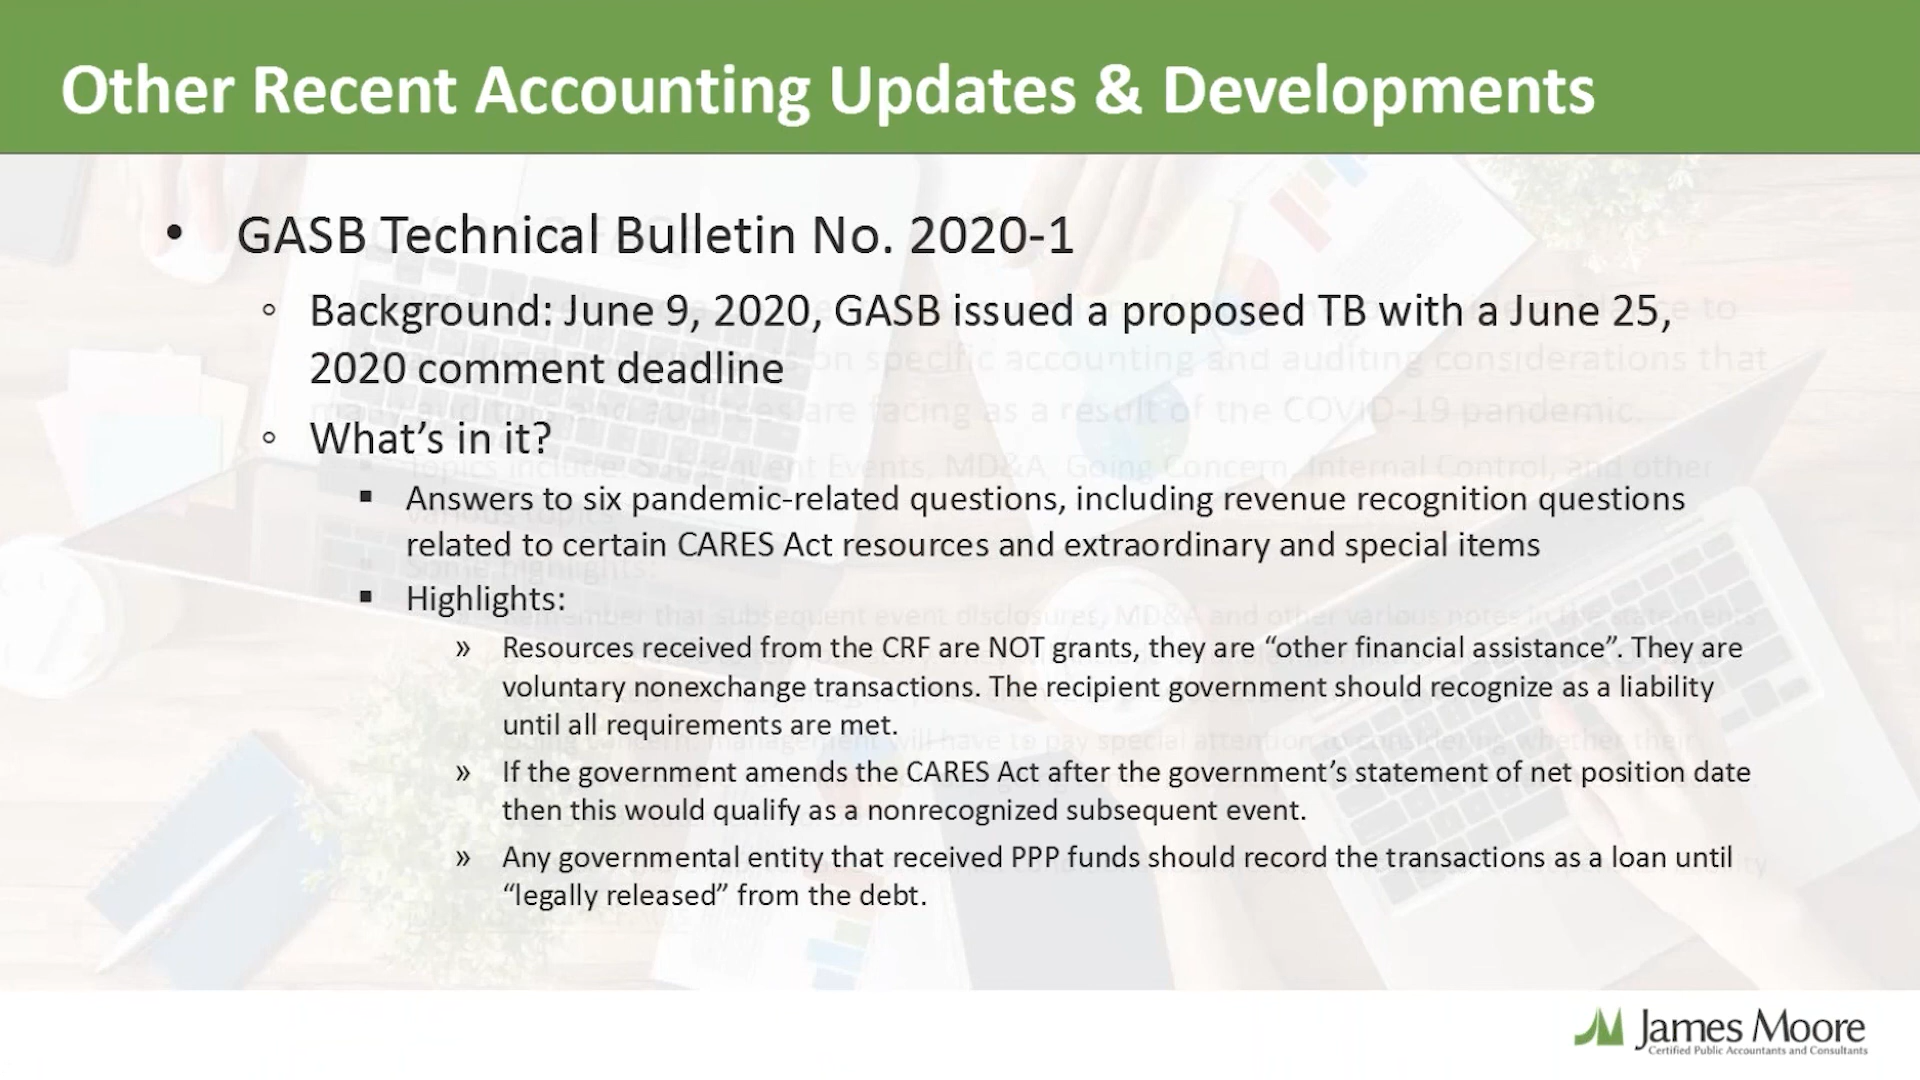 Other Recent Accounting Updates & Developments
• GASB Technical Bulletin No. 2020-1
◦ Background: June 9, 2020, GASB issued a proposed TB with a June 25,
2020 comment deadline
◦ What’s in it?
▪ Answers to six pandemic-related questions, including revenue recognition questions
related to certain CARES Act resources and extraordinary and special items
▪ Highlights:
» Resources received from the CRF are NOT grants, they are “other financial assistance”. They are
voluntary nonexchange transactions. The recipient government should recognize as a liability
until all requirements are met.
» If the government amends the CARES Act after the government’s statement of net position date
then this would qualify as a nonrecognized subsequent event.
» Any governmental entity that received PPP funds should record the transactions as a loan until
“legally released” from the debt.
James Moore
Certified Public Accountants and Consultants